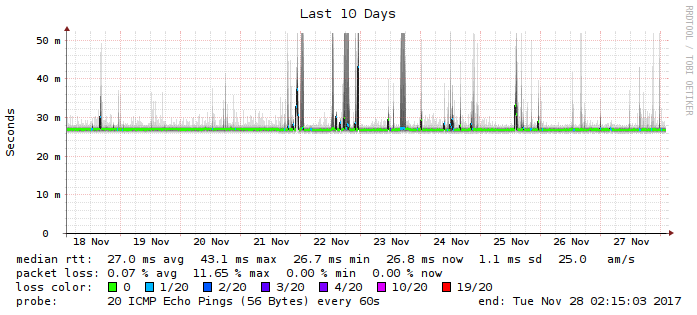 Last 10 Days
RRDTOOL / TOBI OETIKER
Seconds
50 m
40 m
30 m
20 m
10 m
0
18 Nov 19 Nov 20 Nov 21 Nov 22 Nov 23 Nov 24 Nov 25 Nov 26 Nov 27 Nov
median rtt: 27.0 ms avg 43.1 ms max 26.7 ms min 26.8 ms now 1.1 ms sd 25.0 am/s
packet loss: 0.07 % avg 11.65 % max 0.00 % min 0.00 % now
loss color: 0 1/20 2/20 3/20 4/20 10/20 19/20
probe: 20 ICMP Echo Pings (56 Bytes) every 60s end: Tue Nov 28 02:15:03 2017